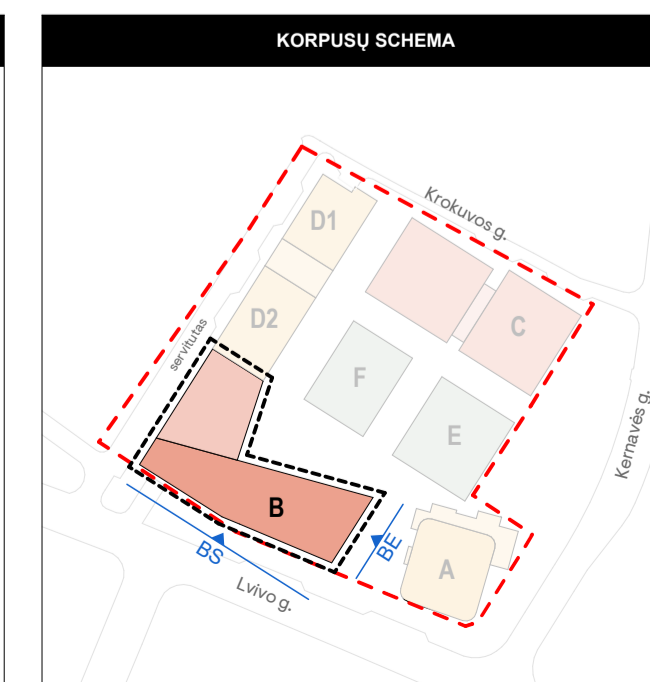 KORPUSŲ SCHEMA
Krokuvos g.
D1
C
D2
servitutas
F
E
Kernavės g.
B
BS
BE
A
Lvivo g.